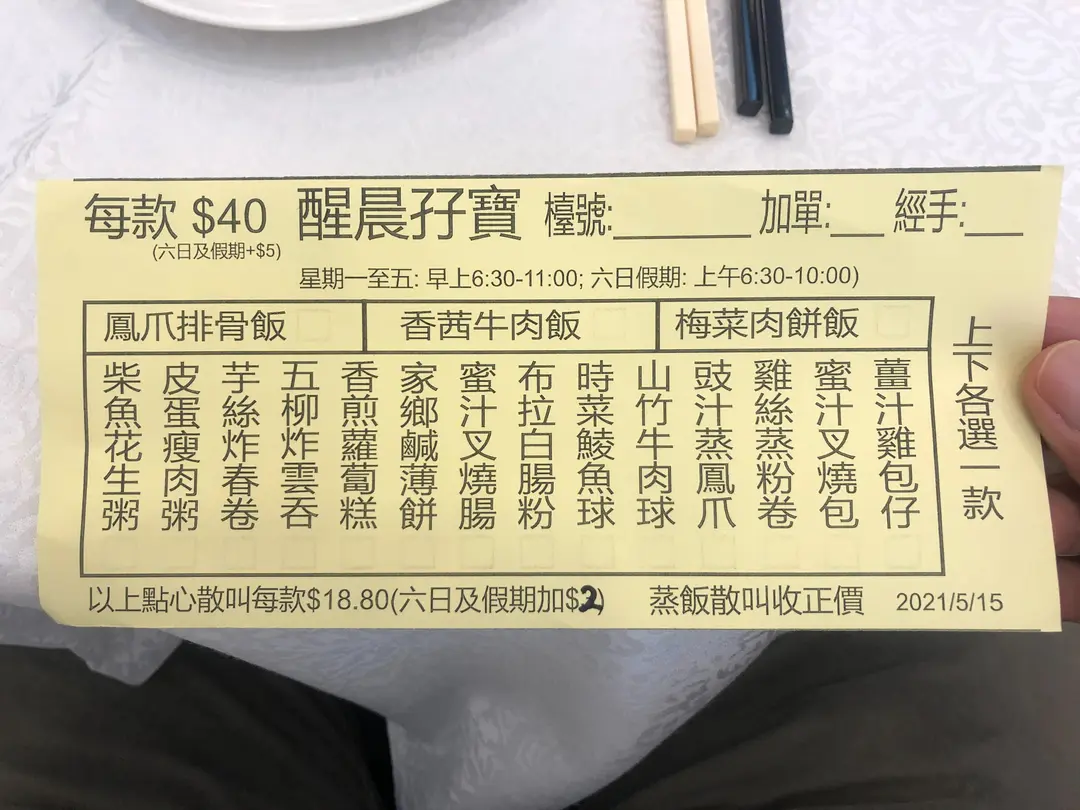 每款 $40 醒晨孖寶 檯號:______ 加單:___ 經手:___
(六日及假期+$5)
星期一至五: 早上6:30-11:00; 六日假期: 上午6:30-10:00)
鳳爪排骨飯 香茜牛肉飯 梅菜肉餅飯
柴魚花生粥
皮蛋瘦肉粥
芋絲炸春卷
五柳炸雲吞
香煎蘿蔔糕
家鄉鹹薄餅
蜜汁叉燒腸
布拉白腸粉
時菜鯪魚球
山竹牛肉球
豉汁蒸鳳爪
雞絲蒸粉卷
蜜汁叉燒包
薑汁雞包仔
上下各選一款
以上點心散叫每款$18.80(六日及假期加$2) 蒸飯散叫收正價 2021/5/15